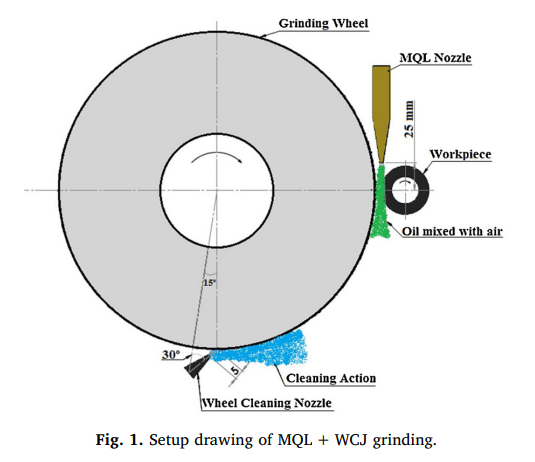 Grinding Wheel
MQL Nozzle
25 mm
Workpiece
Oil mixed with air
15°
30°
5
Cleaning Action
Wheel Cleaning Nozzle
Fig. 1. Setup drawing of MQL + WCJ grinding.